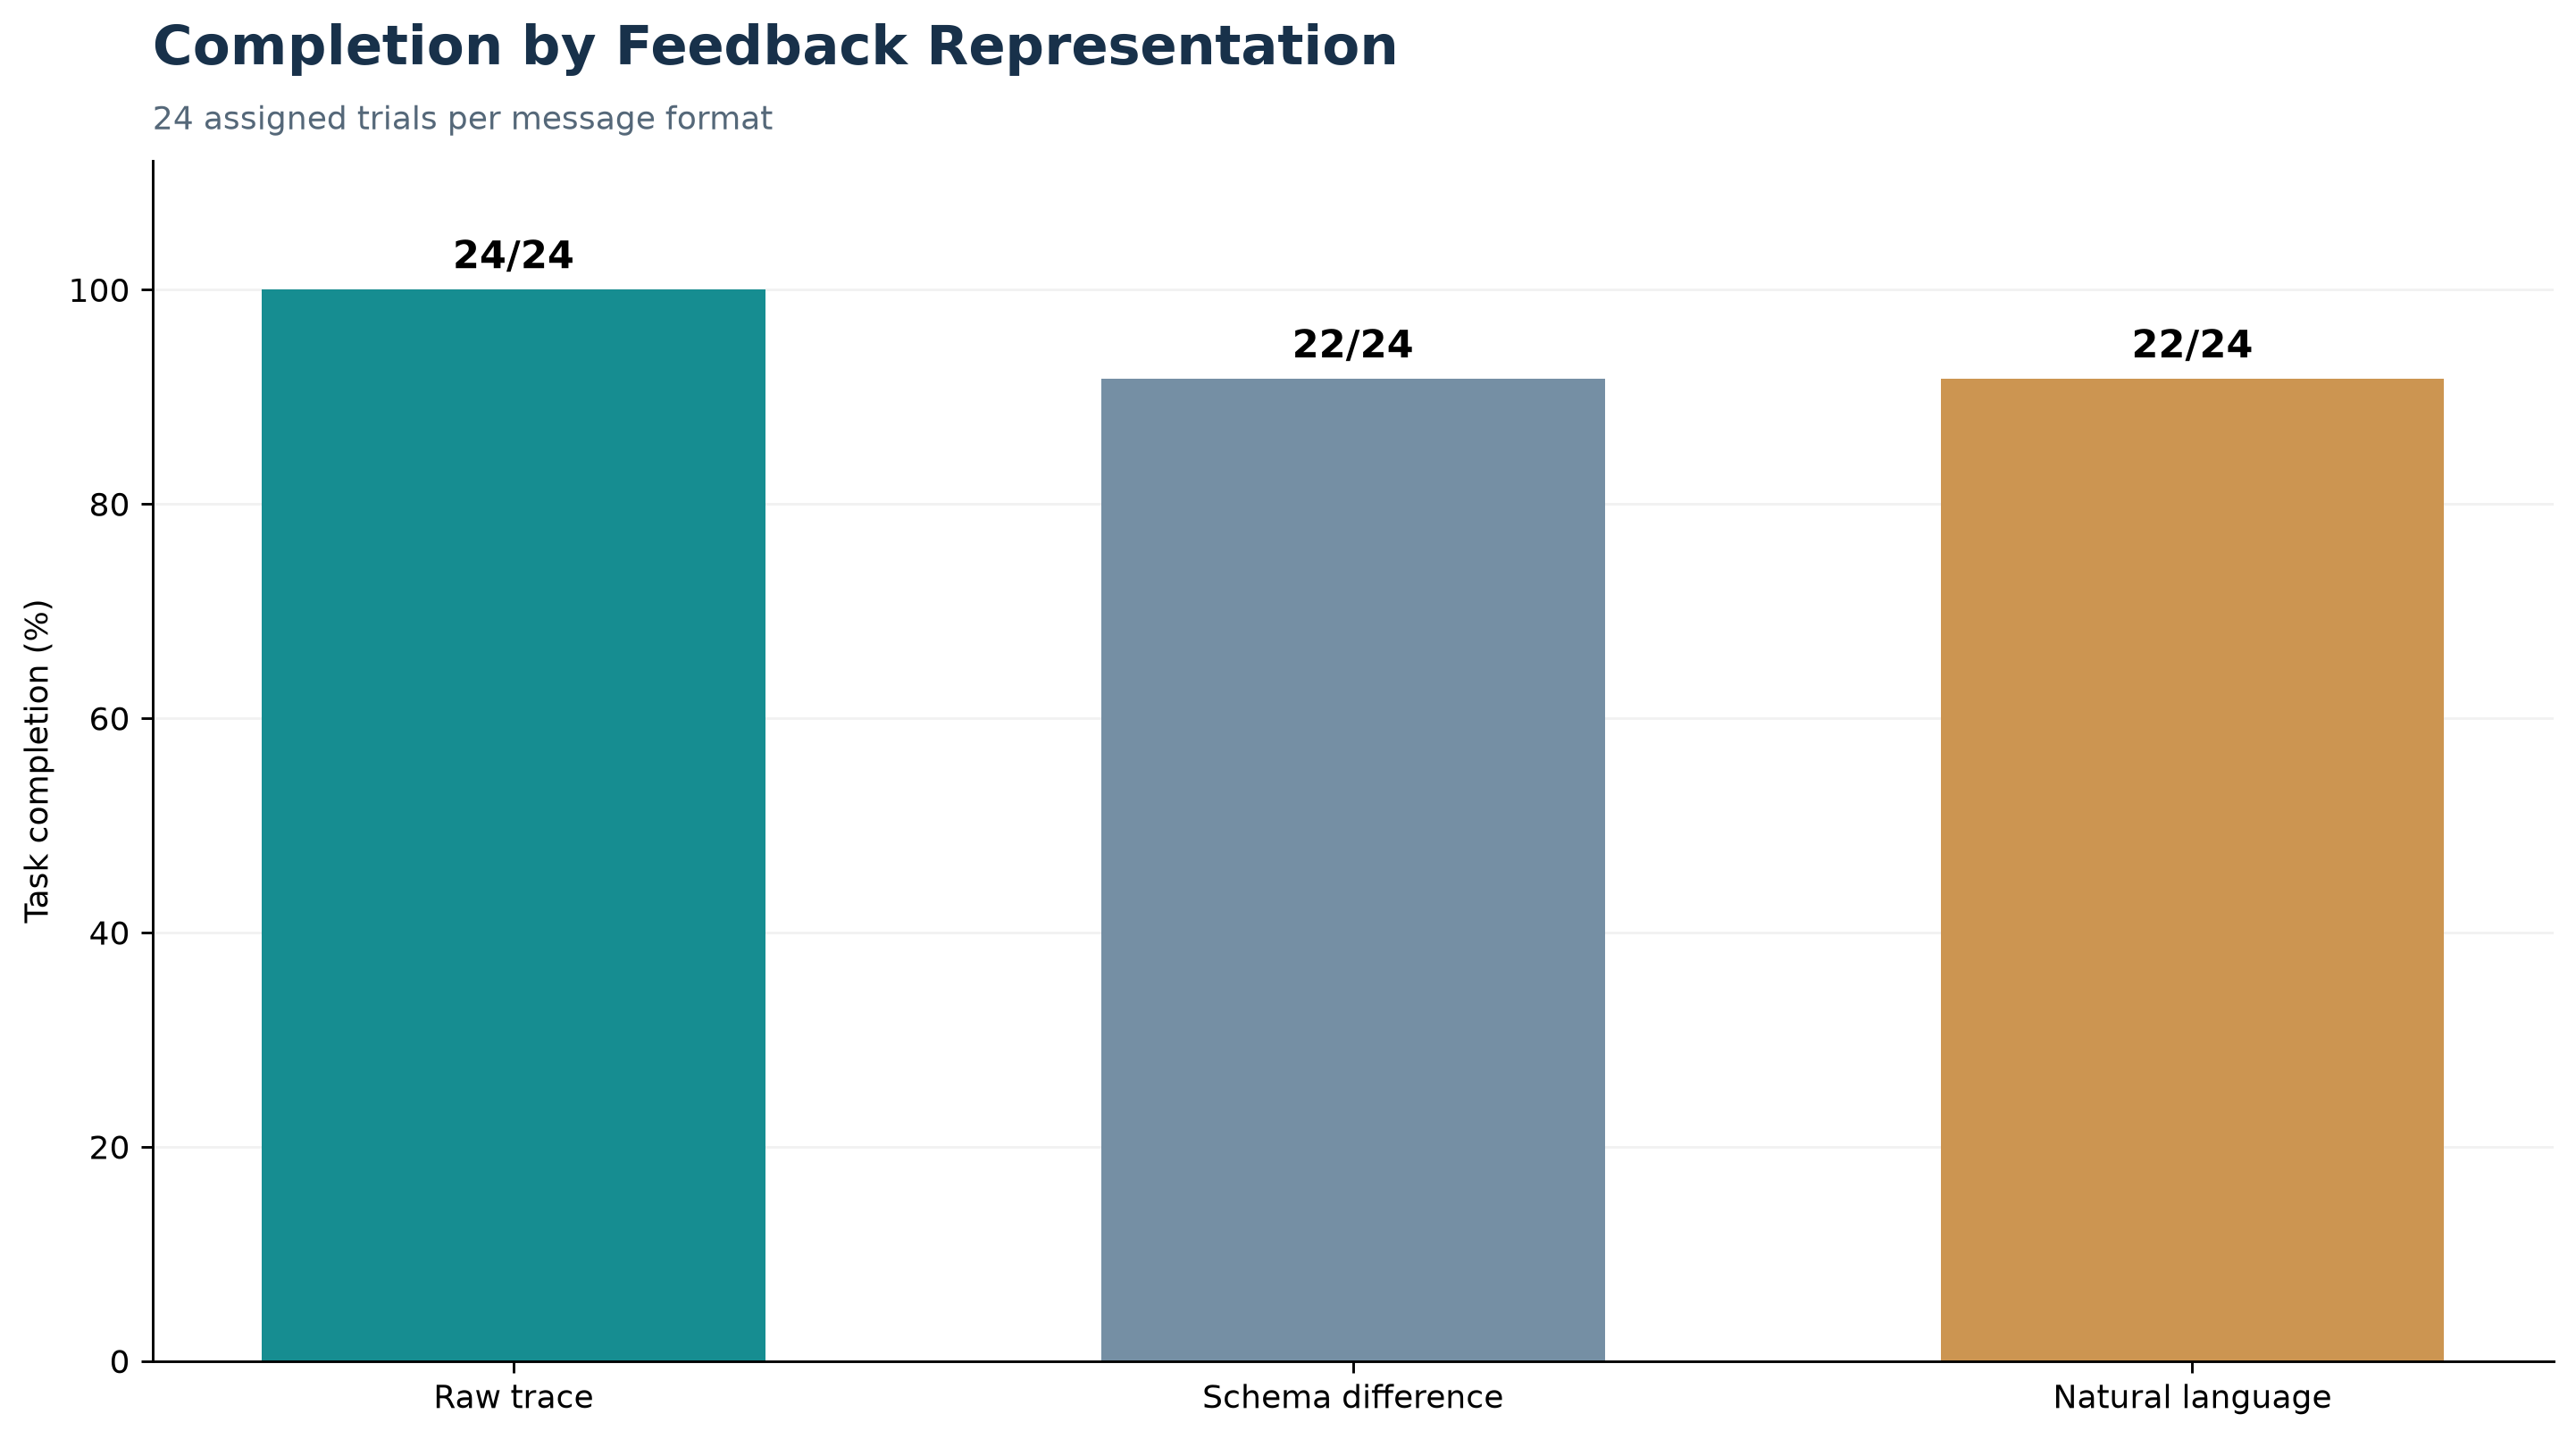 Completion by Feedback Representation
24 assigned trials per message format
24/24
22/24
22/24
100
80
60
40
20
0
Task completion (%)
Raw trace
Schema difference
Natural language